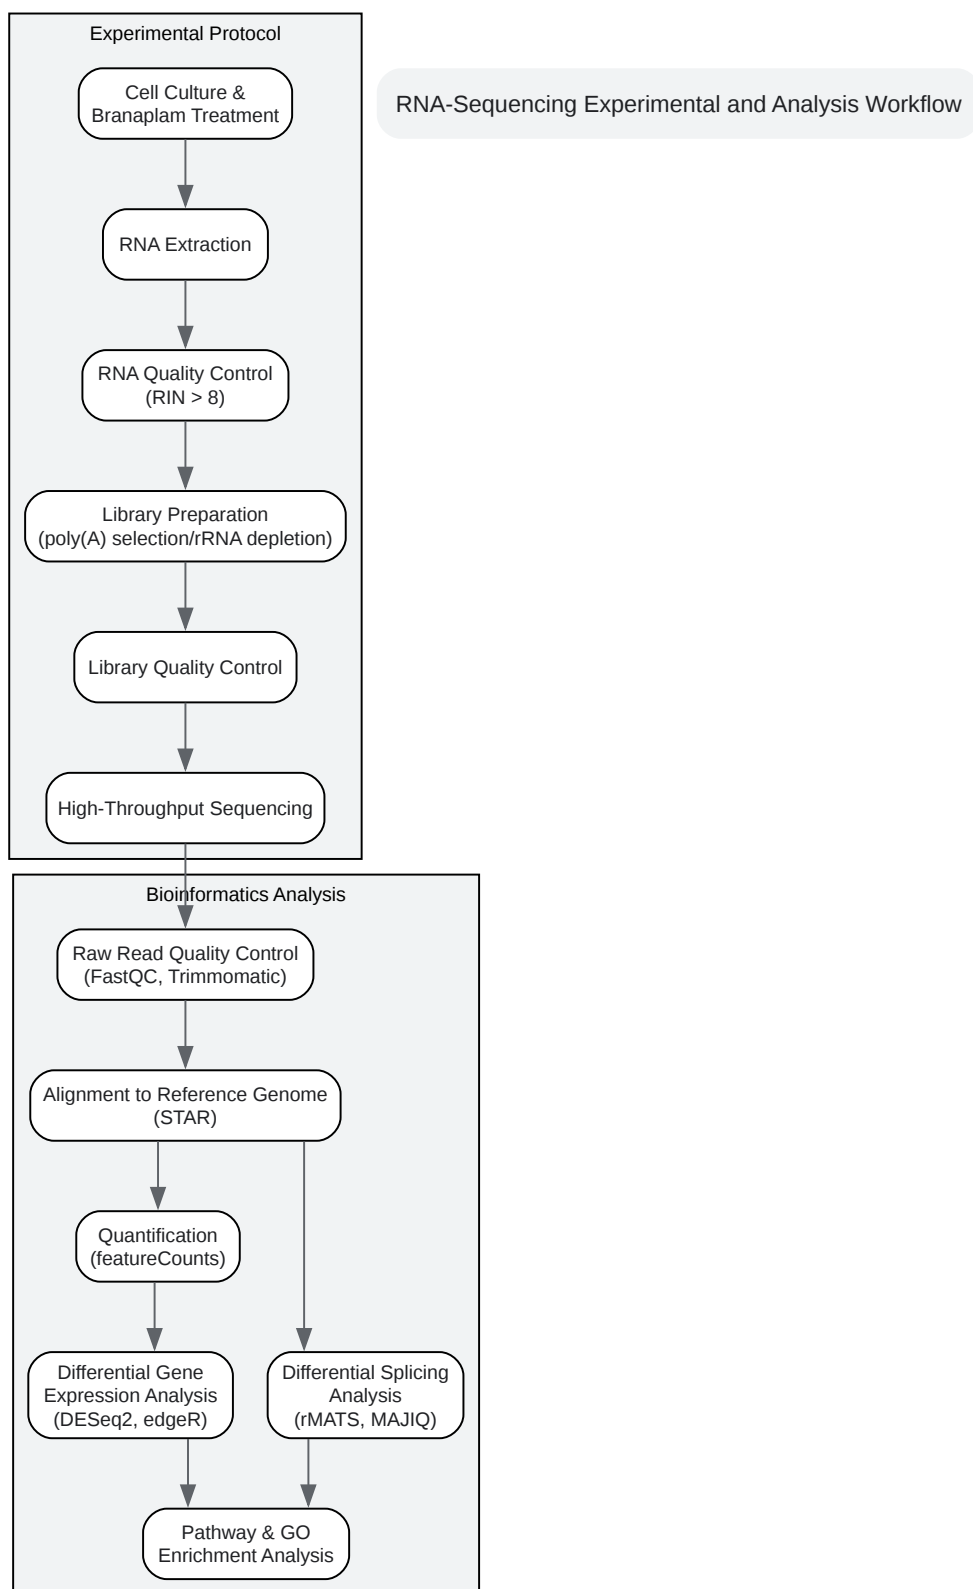 Experimental Protocol
Cell Culture &
Branaplam Treatment
RNA-Sequencing Experimental and Analysis Workflow
RNA Extraction
RNA Quality Control
(RIN > 8)
Library Preparation
(poly(A) selection/rRNA depletion)
Library Quality Control
High-Throughput Sequencing
Bioinformatics Analysis
Raw Read Quality Control
(FastQC, Trimmomatic)
Alignment to Reference Genome
(STAR)
Quantification
(featureCounts)
Differential Gene
Expression Analysis
(DESeq2, edgeR)
Differential Splicing
Analysis
(rMATS, MAJIQ)
Pathway & GO
Enrichment Analysis